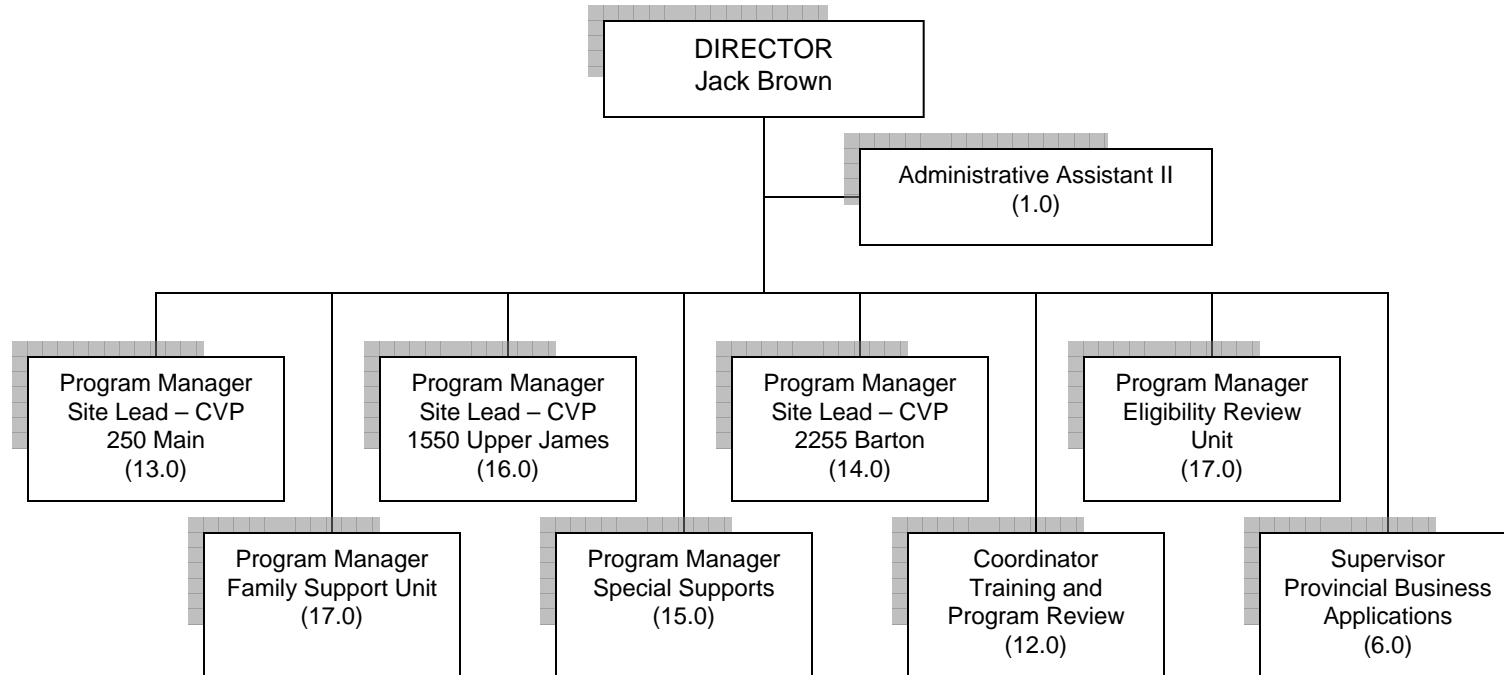 DIRECTOR
Jack Brown
Administrative Assistant II
(1.0)
Program Manager
Site Lead – CVP
250 Main
(13.0)
Program Manager
Site Lead – CVP
1550 Upper James
(16.0)
Program Manager
Site Lead – CVP
2255 Barton
(14.0)
Program Manager
Eligibility Review
Unit
(17.0)
Program Manager
Family Support Unit
(17.0)
Program Manager
Special Supports
(15.0)
Coordinator
Training and
Program Review
(12.0)
Supervisor
Provincial Business
Applications
(6.0)